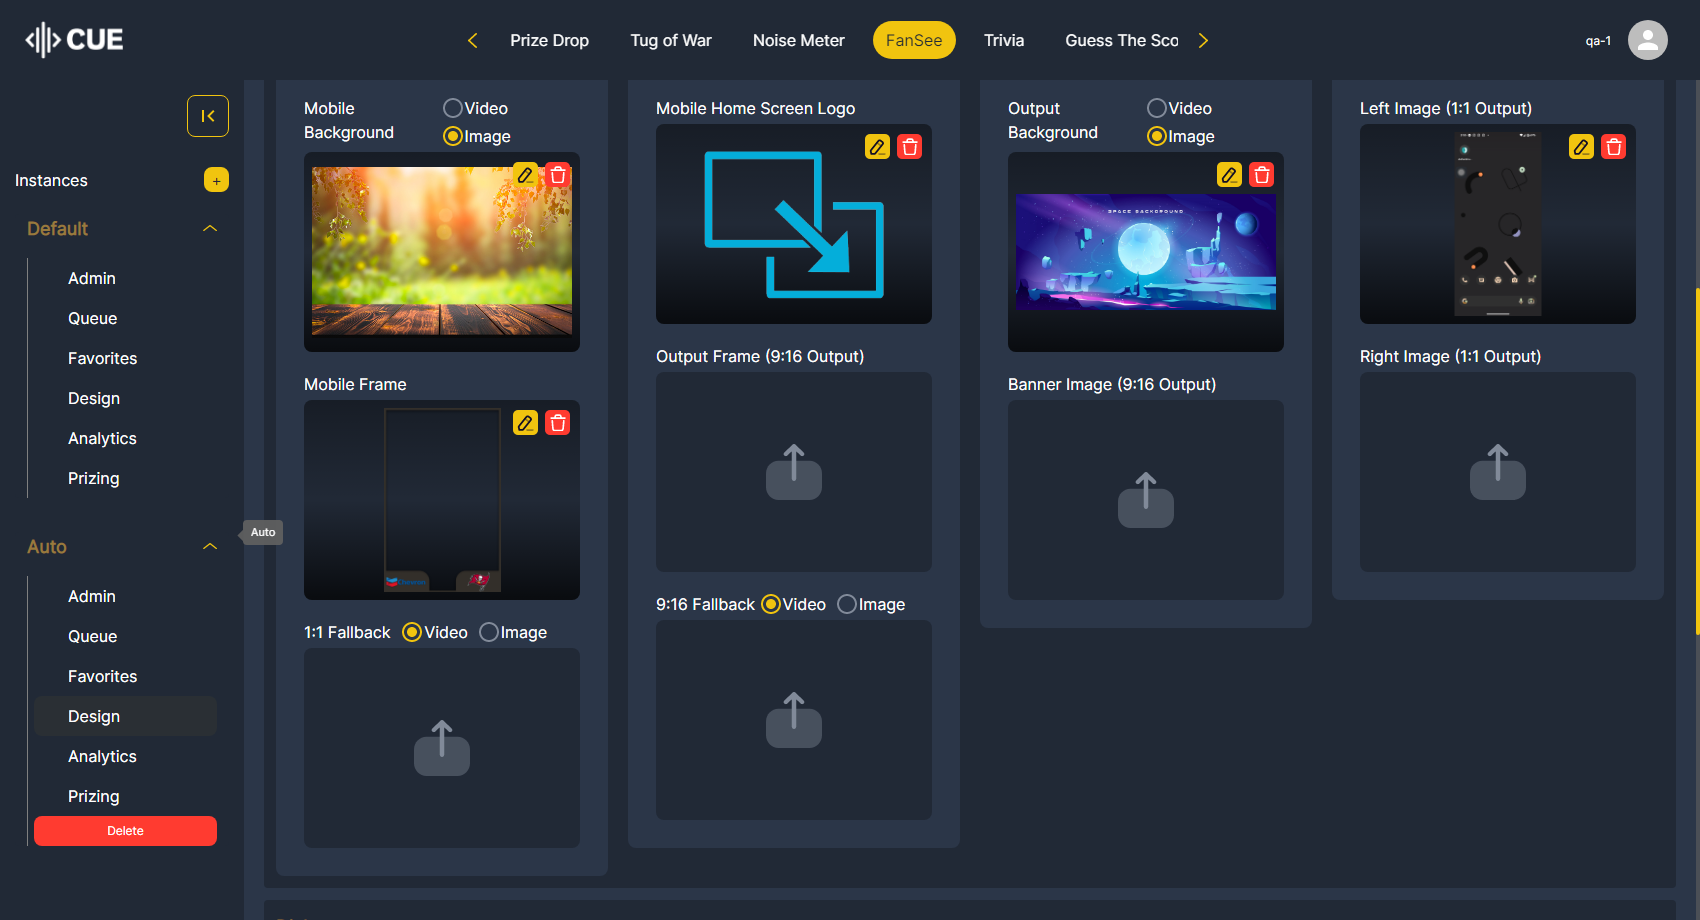 CUE
Prize Drop
Tug of War
Noise Meter
FanSee
Trivia
Guess The Sco
qa-1
Instances
+
Default
Admin
Queue
Favorites
Design
Analytics
Prizing
Auto
Auto
Admin
Queue
Favorites
Design
Analytics
Prizing
Delete
Mobile
Background
Video
Image
Mobile Frame
1:1 Fallback
Video
Image
Mobile Home Screen Logo
Output Frame (9:16 Output)
9:16 Fallback
Video
Image
Output
Background
Video
Image
SPACE BACKGROUND
Banner Image (9:16 Output)
Left Image (1:1 Output)
Right Image (1:1 Output)